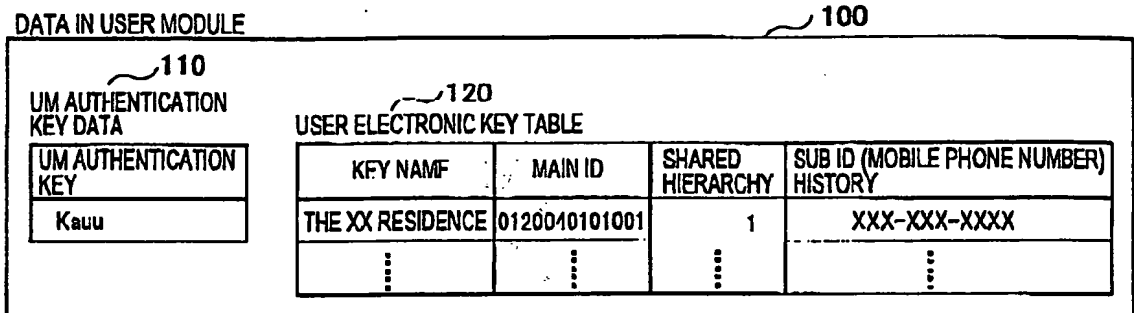 DATA IN USER MODULE
100
110
UM AUTHENTICATION
KEY DATA
UM AUTHENTICATION
KEY
Kauu
120
USER ELECTRONIC KEY TABLE
KEY NAME
MAIN ID
SHARED
HIERARCHY
SUB ID (MOBILE PHONE NUMBER)
HISTORY
THE XX RESIDENCE
0120040101001
1
XXX-XXX-XXXX